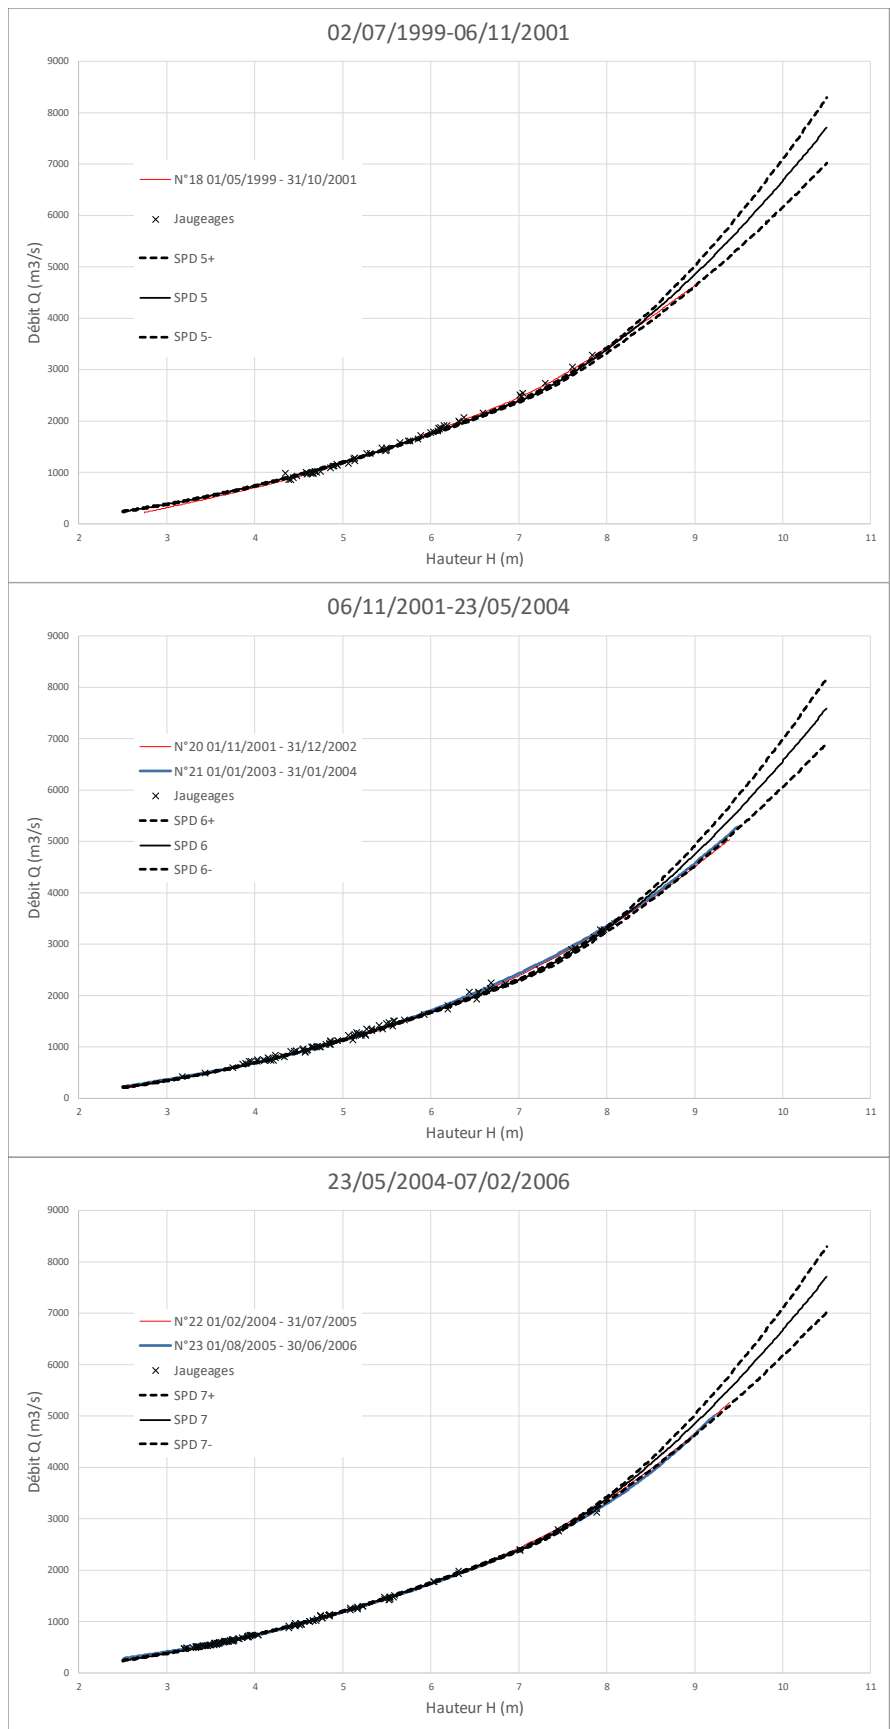 02/07/1999-06/11/2001
9000
8000
7000
6000
5000
4000
3000
2000
1000
0
Débit Q (m3/s)
N°18 01/05/1999 - 31/10/2001
Jaugeages
SPD 5+
SPD 5
SPD 5-
2 3 4 5 6 7 8 9 10 11
Hauteur H (m)
06/11/2001-23/05/2004
9000
8000
7000
6000
5000
4000
3000
2000
1000
0
Débit Q (m3/s)
N°20 01/11/2001 - 31/12/2002
N°21 01/01/2003 - 31/01/2004
Jaugeages
SPD 6+
SPD 6
SPD 6-
2 3 4 5 6 7 8 9 10 11
Hauteur H (m)
23/05/2004-07/02/2006
9000
8000
7000
6000
5000
4000
3000
2000
1000
0
Débit Q (m3/s)
N°22 01/02/2004 - 31/07/2005
N°23 01/08/2005 - 30/06/2006
Jaugeages
SPD 7+
SPD 7
SPD 7-
2 3 4 5 6 7 8 9 10 11
Hauteur H (m)